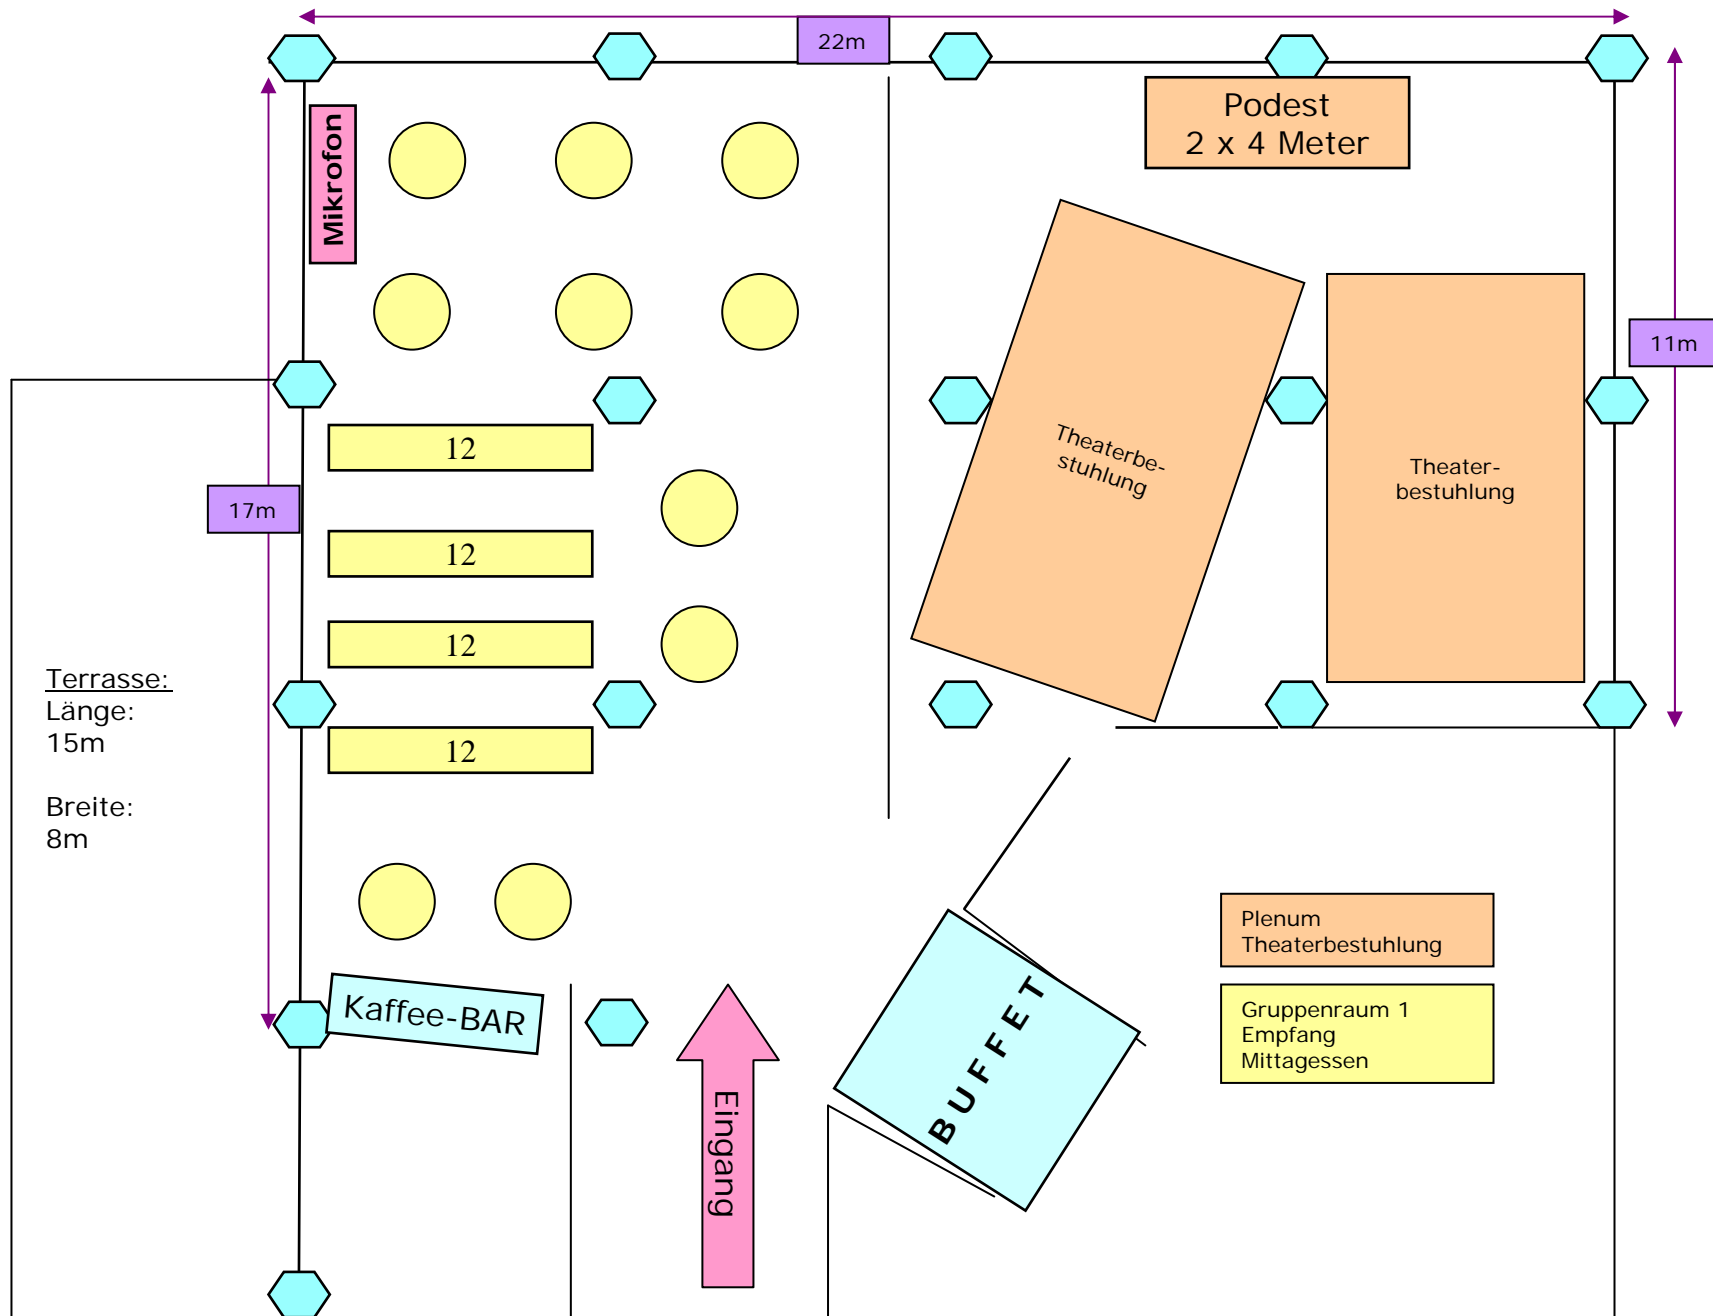 22m
Podest
2 x 4 Meter
Mikrofon
11m
12
12
12
12
Theaterbe-
stuhlung
Theater-
bestuhlung
17m
Terrasse:
Länge:
15m
Breite:
8m
Kaffee-BAR
Eingang
BUFFET
Plenum
Theaterbestuhlung
Gruppenraum 1
Empfang
Mittagessen